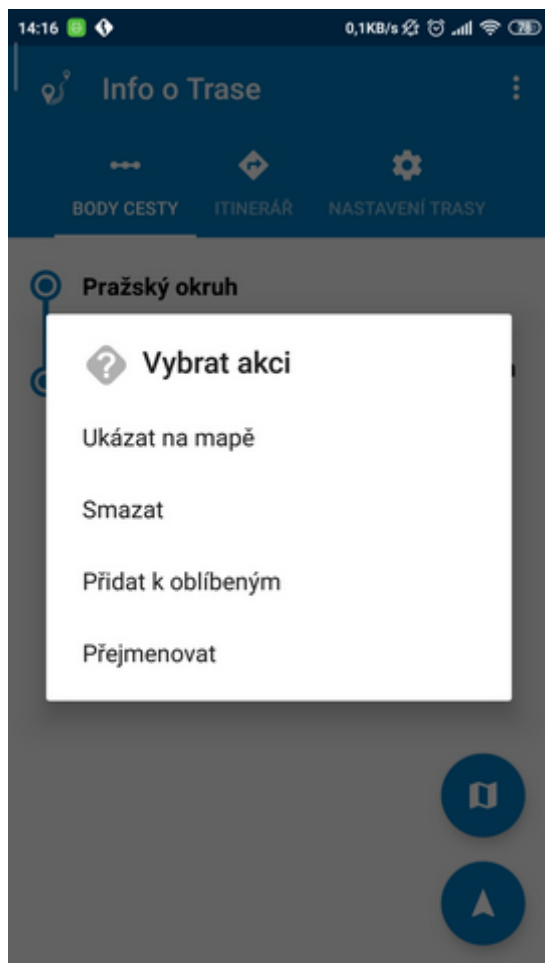 14:16 0,1KB/s 78
Info o Trase
BODY CESTY ITINERÁŘ NASTAVENÍ TRASY
Pražský okruh
Vybrat akci
Ukázat na mapě
Smazat
Přidat k oblíbeným
Přejmenovat